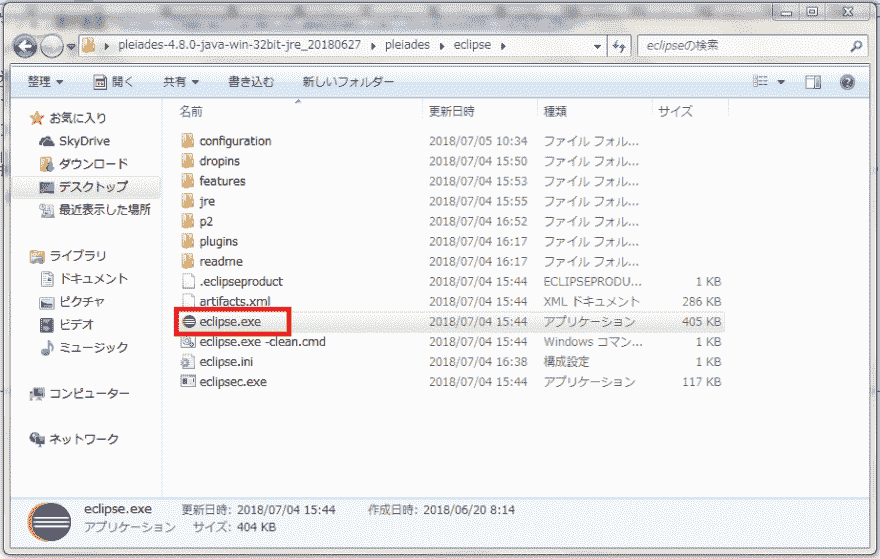 pleiades-4.8.0-java-win-32bit-jre_20180627 pleiades eclipse eclipseの検索
整理 開く 共有 書き込む 新しいフォルダー
名前 更新日時 種類 サイズ
お気に入り
SkyDrive
ダウンロード
デスクトップ
最近表示した場所
ライブラリ
ドキュメント
ピクチャ
ビデオ
ミュージック
コンピューター
ネットワーク
configuration 2018/07/05 10:34 ファイル フォル...
dropins 2018/07/04 15:50 ファイル フォル...
features 2018/07/04 15:53 ファイル フォル...
jre 2018/07/04 15:55 ファイル フォル...
p2 2018/07/04 16:52 ファイル フォル...
plugins 2018/07/04 16:17 ファイル フォル...
readme 2018/07/04 16:17 ファイル フォル...
.eclipseproduct 2018/07/04 15:44 ECLIPSEPRODU... 1 KB
artifacts.xml 2018/07/04 15:44 XML ドキュメント 286 KB
eclipse.exe 2018/07/04 15:44 アプリケーション 405 KB
eclipse.exe -clean.cmd 2018/07/04 15:44 Windows コマン... 1 KB
eclipse.ini 2018/07/04 16:38 構成設定 1 KB
eclipsec.exe 2018/07/04 15:44 アプリケーション 117 KB
eclipse.exe 更新日時: 2018/07/04 15:44 作成日時: 2018/06/20 8:14
アプリケーション サイズ: 404 KB